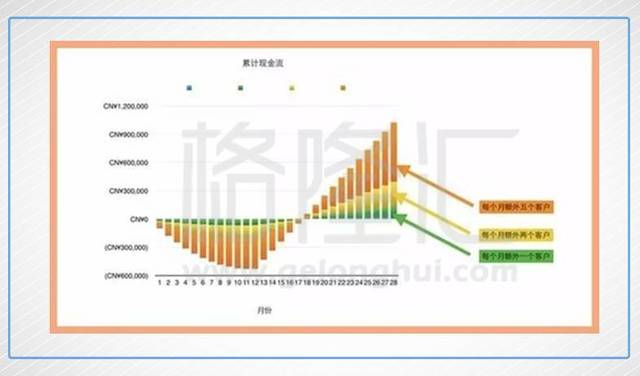 累计现金流
CN¥1,200,000
CN¥900,000
CN¥600,000
CN¥300,000
CN¥0
(CN¥300,000)
(CN¥600,000)
1 2 3 4 5 6 7 8 9 10 11 12 13 14 15 16 17 18 19 20 21 22 23 24 25 26 27 28
月份
每个月额外五个客户
每个月额外两个客户
每个月额外一个客户
格隆汇
www.gelonghui.com